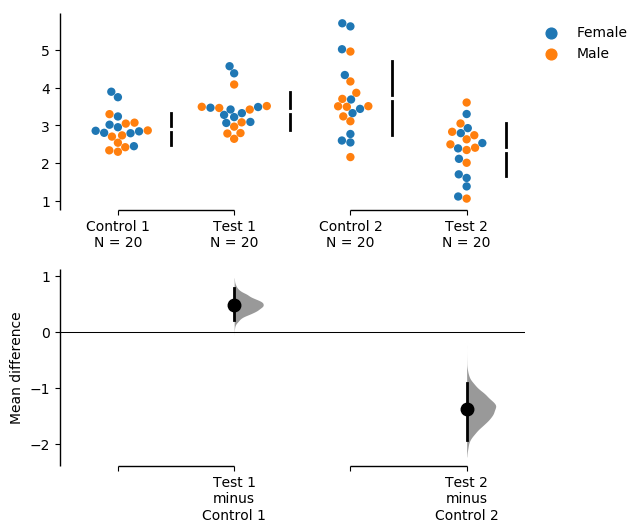 Female
Male
5
4
3
2
1
Control 1
N = 20
Test 1
N = 20
Control 2
N = 20
Test 2
N = 20
Mean difference
1
0
−1
−2
Test 1
minus
Control 1
Test 2
minus
Control 2